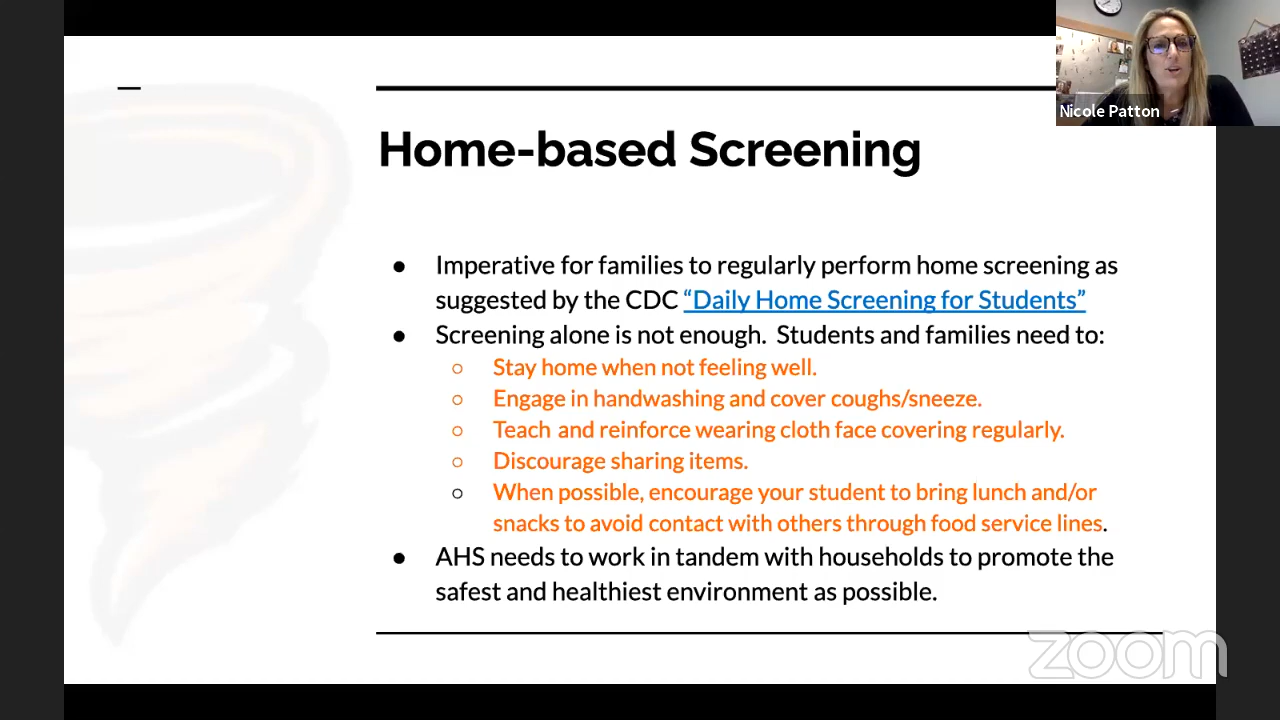 Nicole Patton
Home-based Screening
● Imperative for families to regularly perform home screening as
suggested by the CDC “Daily Home Screening for Students”
● Screening alone is not enough.  Students and families need to:
○ Stay home when not feeling well.
○ Engage in handwashing and cover coughs/sneeze.
○ Teach and reinforce wearing cloth face covering regularly.
○ Discourage sharing items.
○ When possible, encourage your student to bring lunch and/or
snacks to avoid contact with others through food service lines.
● AHS needs to work in tandem with households to promote the
safest and healthiest environment as possible.
zoom